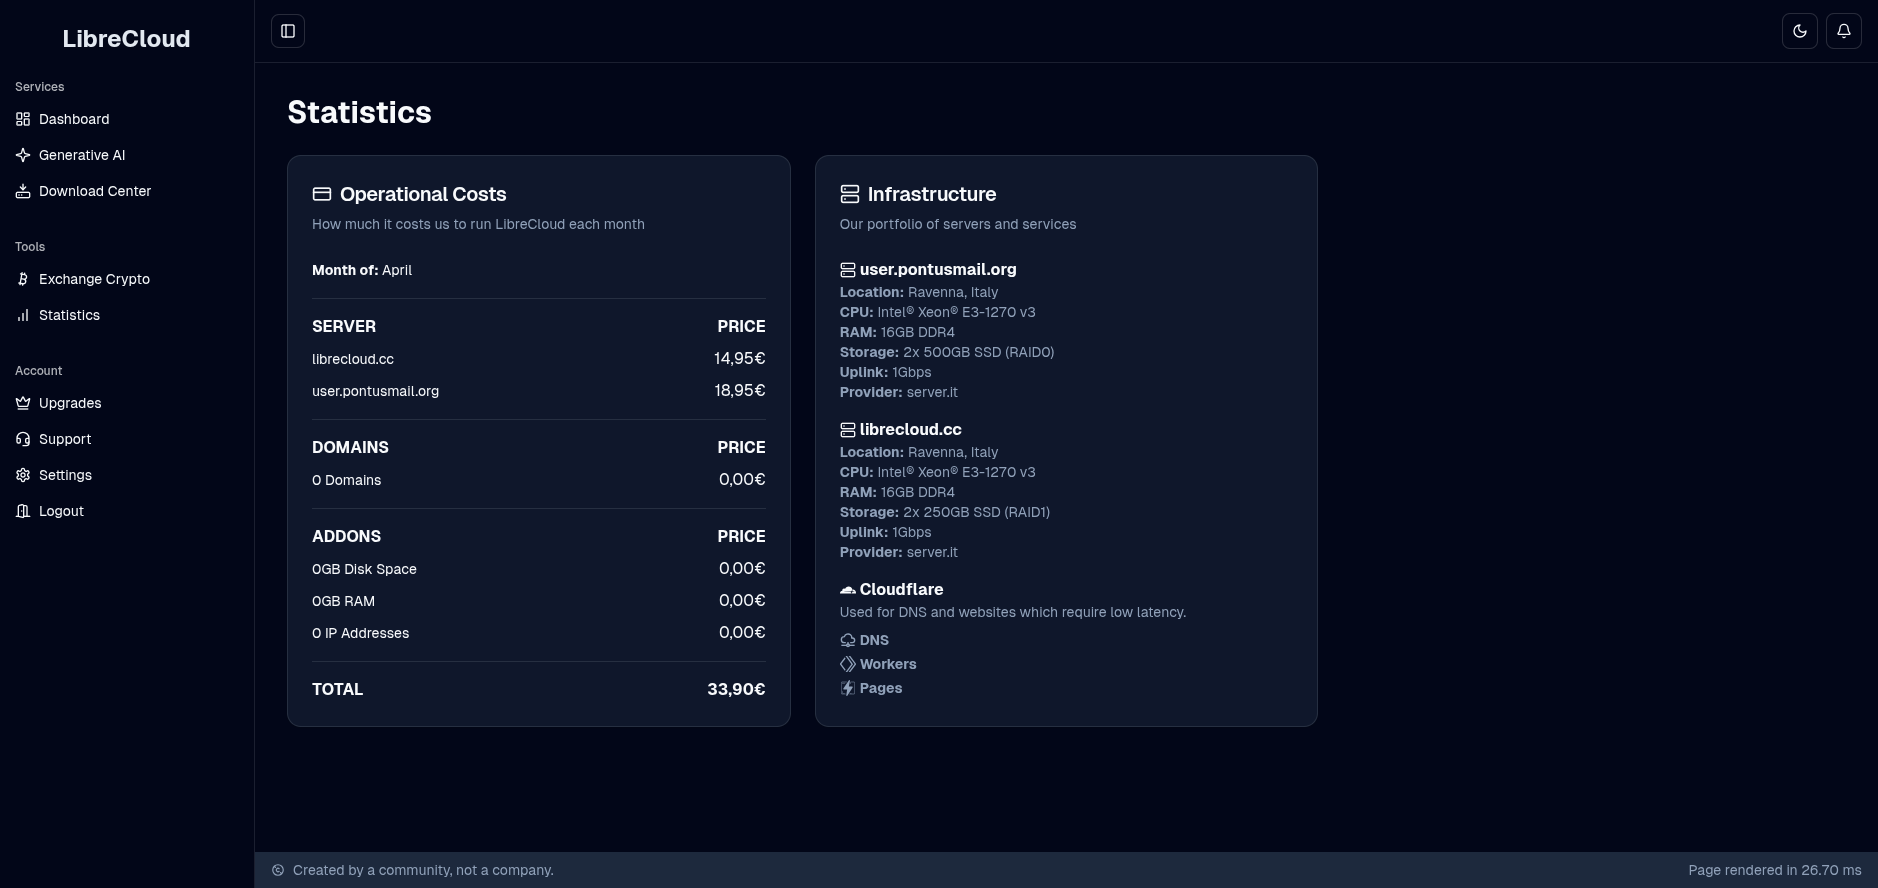 LibreCloud
Services
Dashboard
Generative AI
Download Center
Tools
Exchange Crypto
Statistics
Account
Upgrades
Support
Settings
Logout
Statistics
Operational Costs
How much it costs us to run LibreCloud each month
Month of: April
SERVER PRICE
librecloud.cc 14,95€
user.pontusmail.org 18,95€
DOMAINS PRICE
0 Domains 0,00€
ADDONS PRICE
0GB Disk Space 0,00€
0GB RAM 0,00€
0 IP Addresses 0,00€
TOTAL 33,90€
Infrastructure
Our portfolio of servers and services
user.pontusmail.org
Location: Ravenna, Italy
CPU: Intel® Xeon® E3-1270 v3
RAM: 16GB DDR4
Storage: 2x 500GB SSD (RAID0)
Uplink: 1Gbps
Provider: server.it
librecloud.cc
Location: Ravenna, Italy
CPU: Intel® Xeon® E3-1270 v3
RAM: 16GB DDR4
Storage: 2x 250GB SSD (RAID1)
Uplink: 1Gbps
Provider: server.it
Cloudflare
Used for DNS and websites which require low latency.
DNS
Workers
Pages
Created by a community, not a company.
Page rendered in 26.70 ms